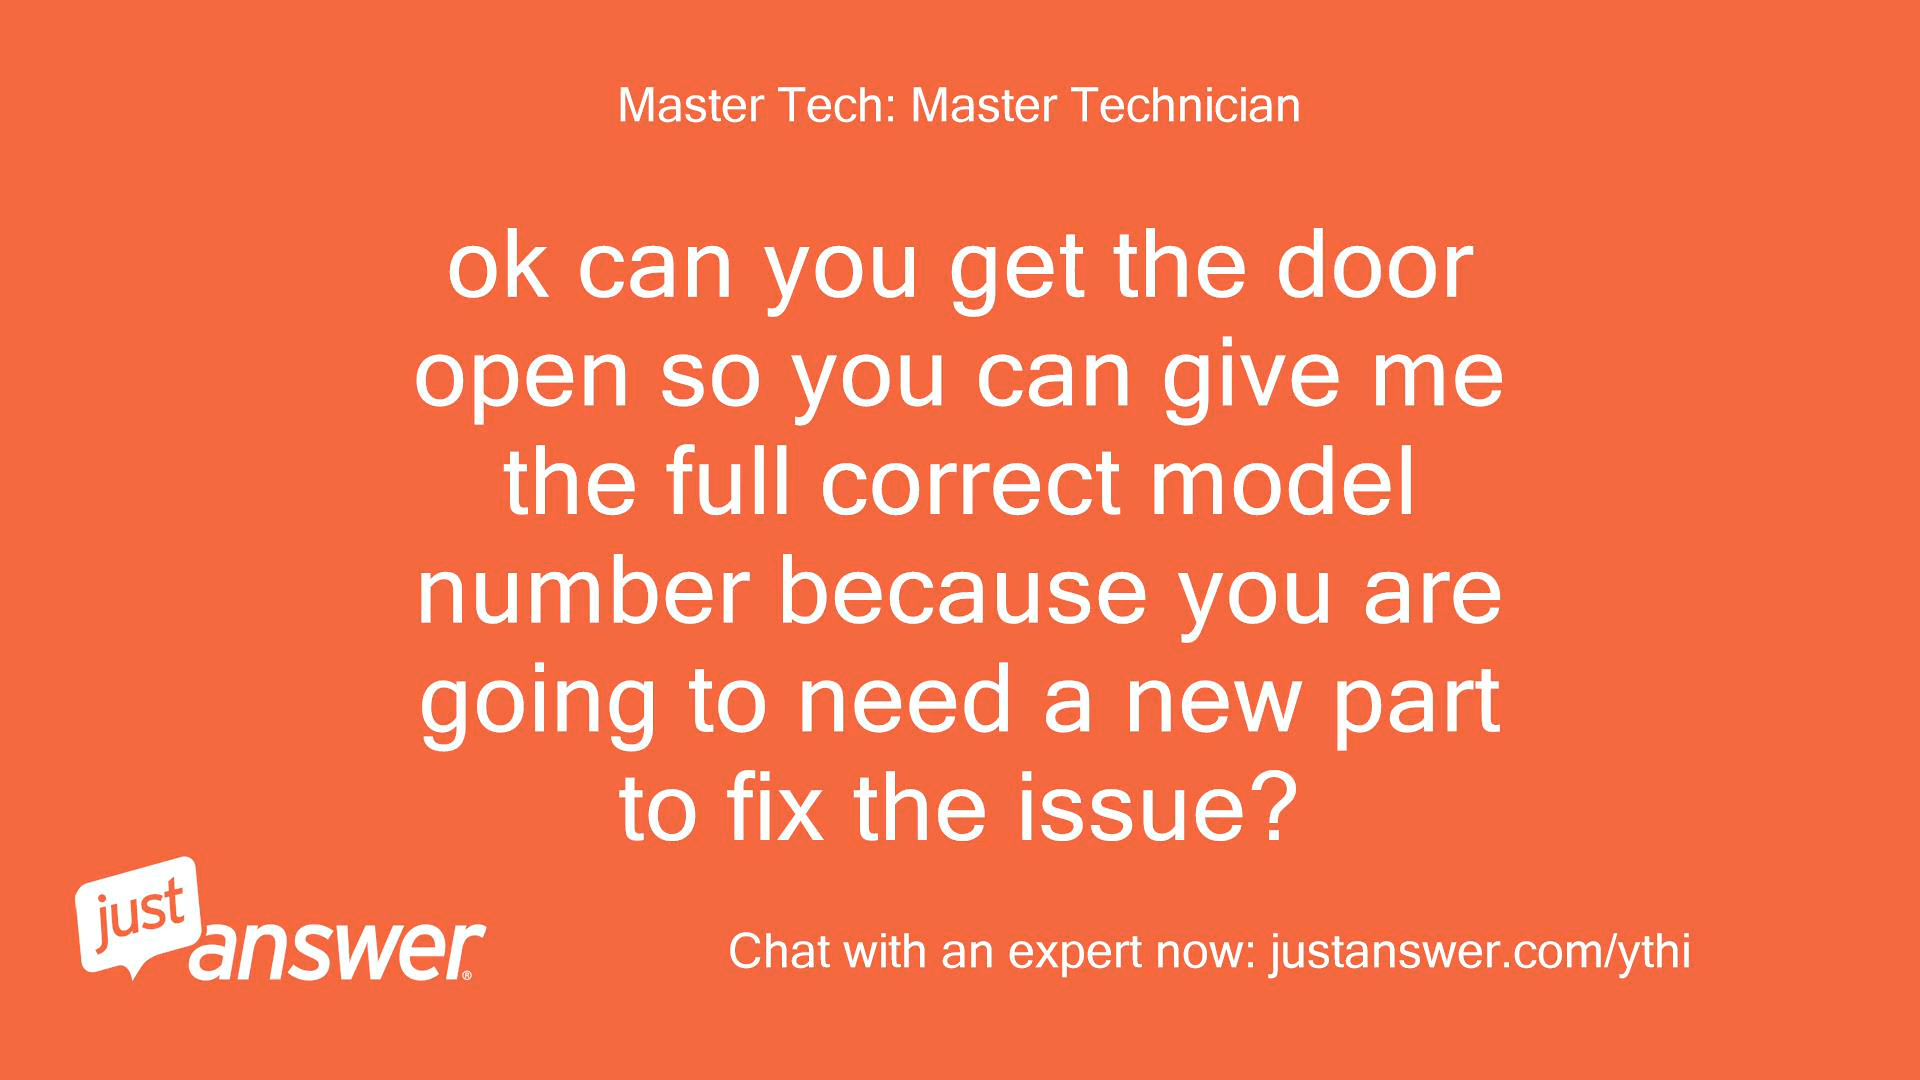 Master Tech: Master Technician
ok can you get the door
open so you can give me
the full correct model
number because you are
going to need a new part
to fix the issue?
just
answer®
Chat with an expert now: justanswer.com/ythi